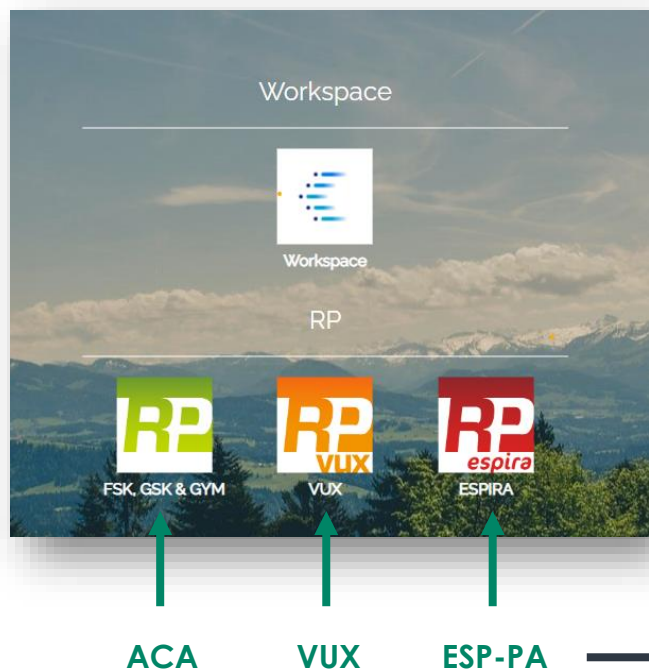 Workspace
Workspace
RP
RP RP RP
vux espira
FSK, GSK & GYM VUX ESPIRA
ACA VUX ESP-PA